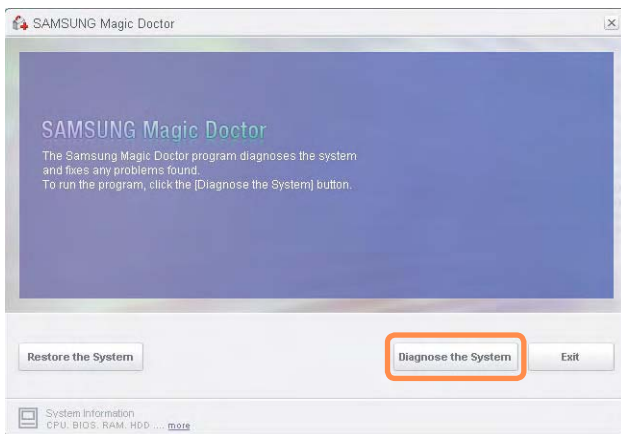 SAMSUNG Magic Doctor
SAMSUNG Magic Doctor
The Samsung Magic Doctor program diagnoses the system
and fixes any problems found.
To run the program, click the [Diagnose the System] button.
Restore the System
Diagnose the System
Exit
System Information
CPU. BIOS. RAM. HDD .... more